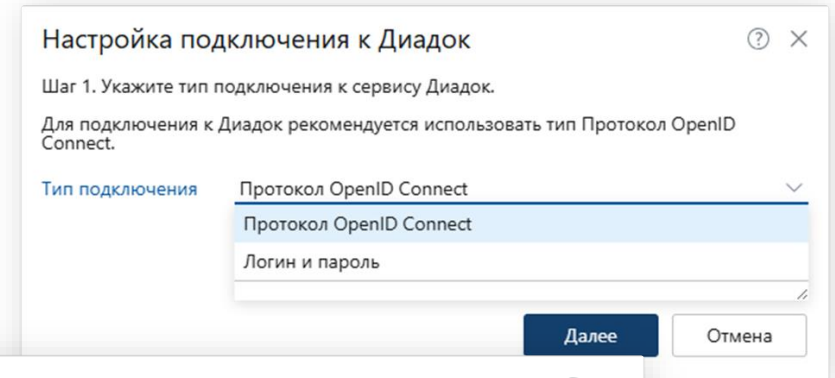 Настройка подключения к Диадок
Шаг 1. Укажите тип подключения к сервису Диадок.
Для подключения к Диадок рекомендуется использовать тип Протокол OpenID
Connect.
Тип подключения Протокол OpenID Connect
Протокол OpenID Connect
Логин и пароль
Далее Отмена